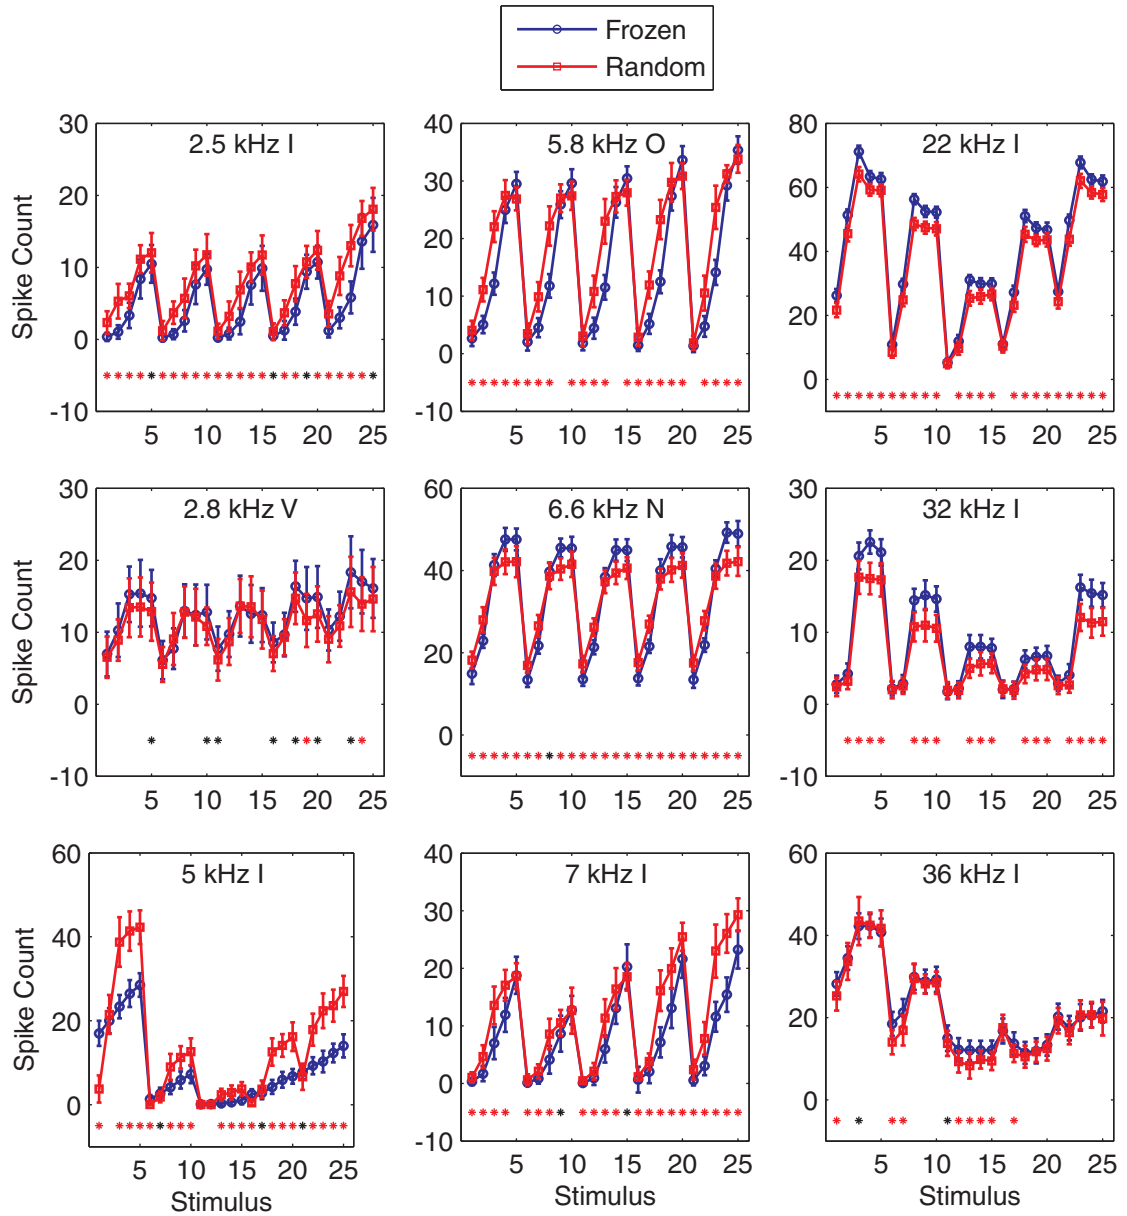 Frozen
Random
2.5 kHz I
30
20
10
0
-10
5 10 15 20 25
Spike Count
5.8 kHz O
40
30
20
10
0
-10
5 10 15 20 25
22 kHz I
80
60
40
20
0
5 10 15 20 25
2.8 kHz V
30
20
10
0
-10
5 10 15 20 25
Spike Count
6.6 kHz N
60
40
20
0
5 10 15 20 25
32 kHz I
30
20
10
0
-10
5 10 15 20 25
5 kHz I
60
40
20
0
5 10 15 20 25
Spike Count
Stimulus
7 kHz I
40
30
20
10
0
-10
5 10 15 20 25
Stimulus
36 kHz I
60
40
20
0
5 10 15 20 25
Stimulus